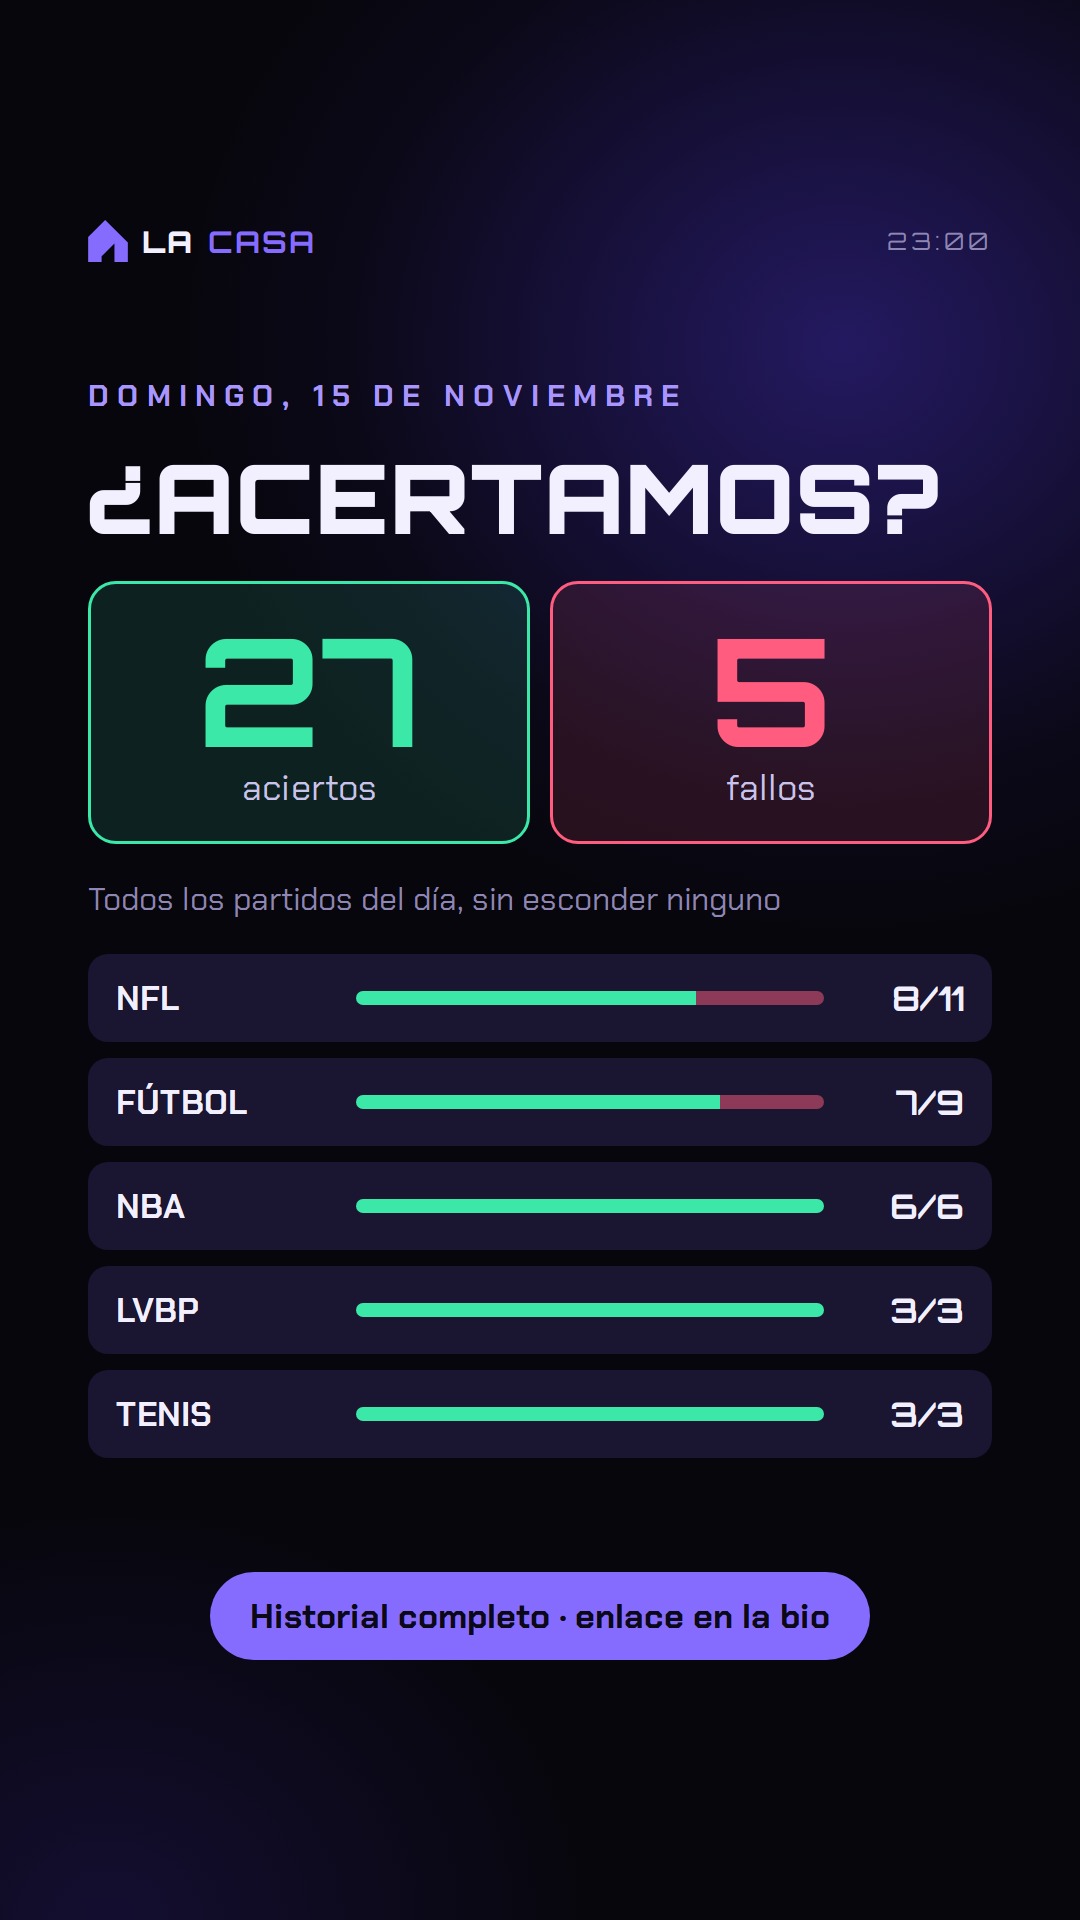 LA CASA
23:00
DOMINGO, 15 DE NOVIEMBRE
¿ACERTAMOS?
27
aciertos
5
fallos
Todos los partidos del día, sin esconder ninguno
NFL 8/11
FÚTBOL 7/9
NBA 6/6
LVBP 3/3
TENIS 3/3
Historial completo · enlace en la bio